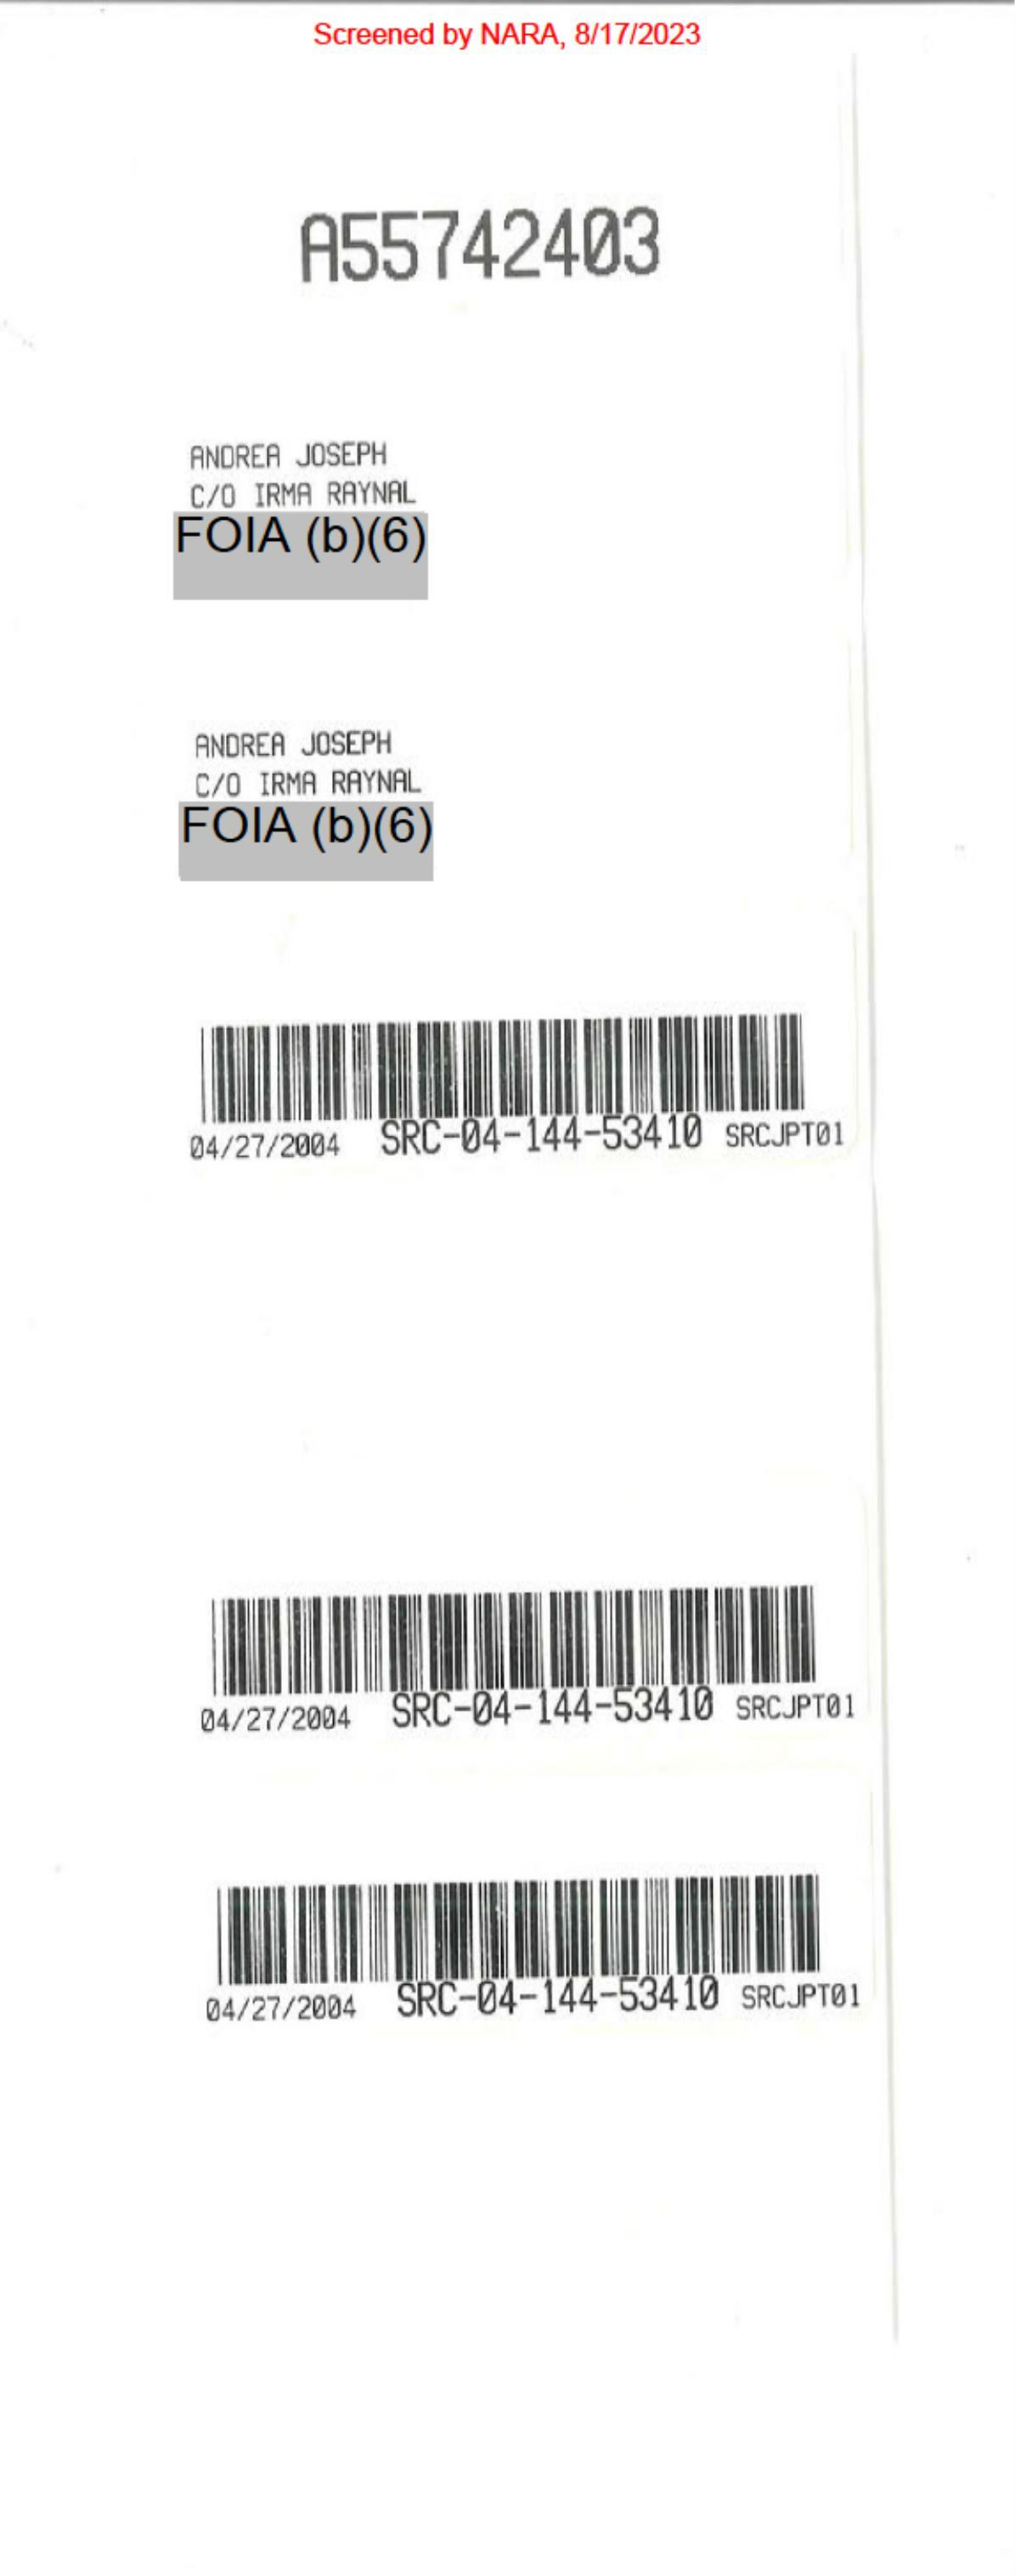 Screened by NARA, 8/17/2023
A55742403
ANDREA JOSEPH
C/O IRMA RAYNAL
FOIA (b)(6)
ANDREA JOSEPH
C/O IRMA RAYNAL
FOIA (b)(6)
04/27/2004 SRC-04-144-53410 SRCJPT01
04/27/2004 SRC-04-144-53410 SRCJPT01
04/27/2004 SRC-04-144-53410 SRCJPT01